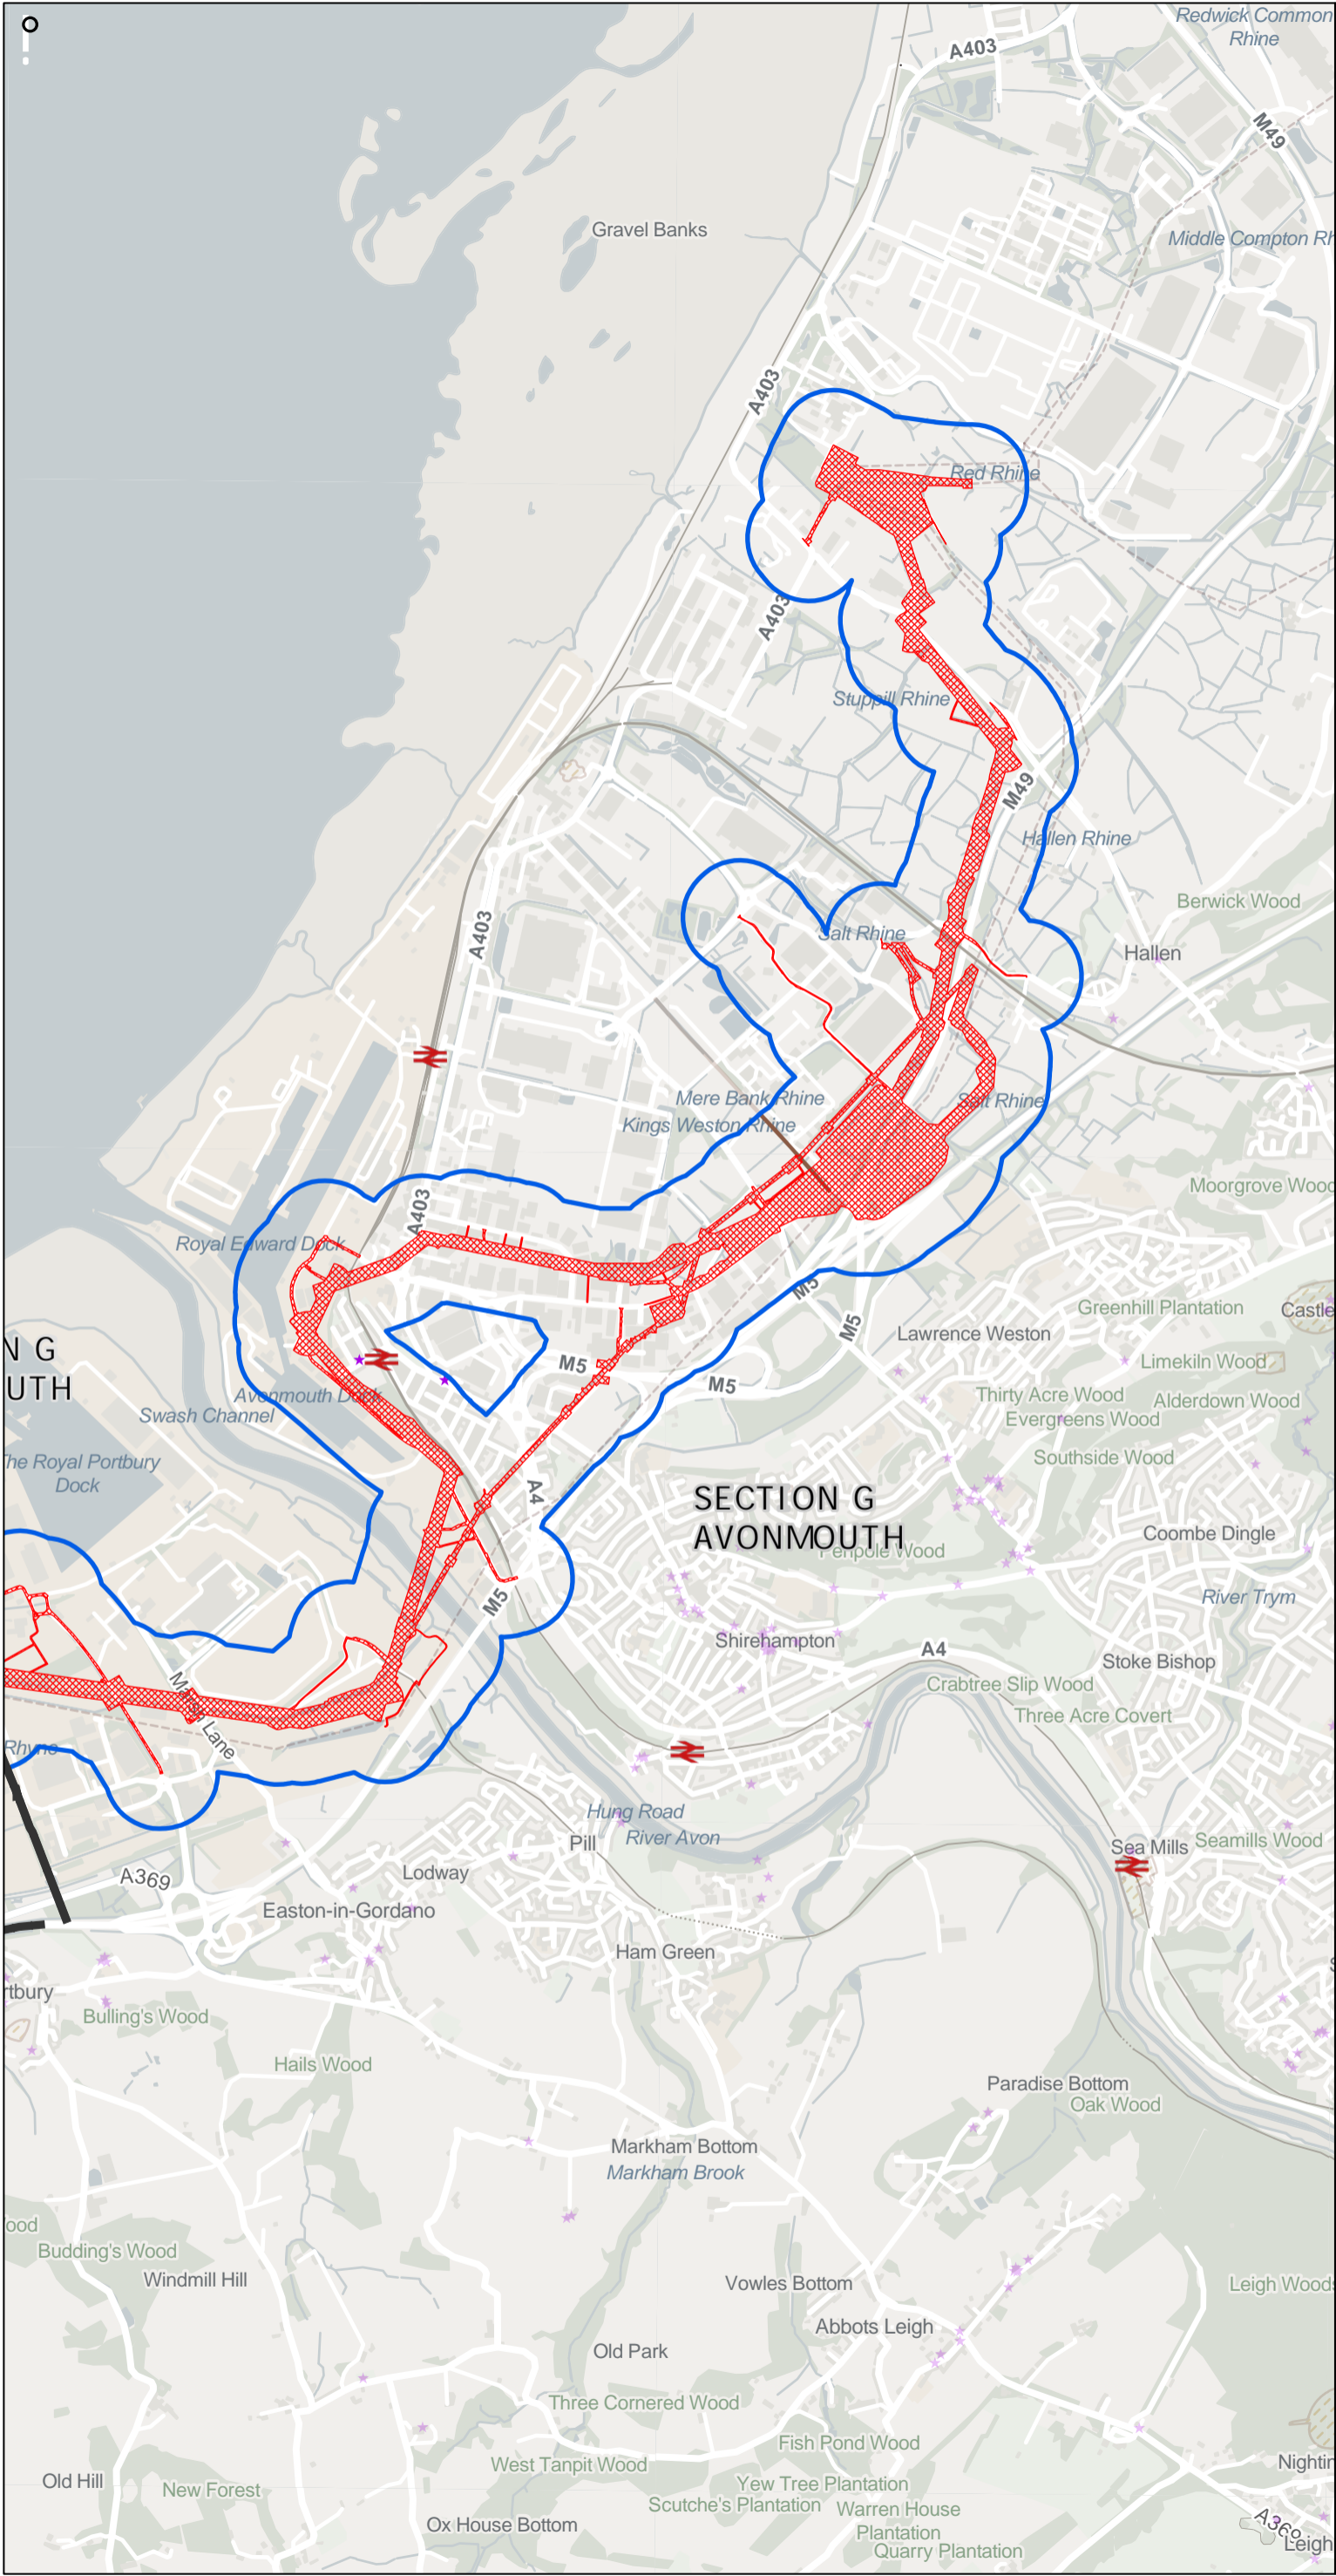 Redwick Common
Rhine
A403
M49
Gravel Banks
Middle Compton Rh
A403
Red Rhine
A403
Stuppill Rhine
M49
Hallen Rhine
Berwick Wood
A403
Salt Rhine
Hallen
Mere Bank Rhine
Salt Rhine
Kings Weston Rhine
Moorgrove Wood
A403
Royal Edward Dock
M5
Greenhill Plantation
Castle
M5
Lawrence Weston
N G
UTH
M5
Limekiln Wood
M5
Avonmouth Dock
Thirty Acre Wood
Alderdown Wood
Swash Channel
Evergreens Wood
Southside Wood
The Royal Portbury
Dock
A4
SECTION G
AVONMOUTH
Coombe Dingle
Penpole Wood
M5
River Trym
Shirehampton
A4
Stoke Bishop
Crabtree Slip Wood
Marsh Lane
Three Acre Covert
Rhyne
Hung Road
River Avon
Pill
Sea Mills
Seamills Wood
A369
Lodway
Easton-in-Gordano
Ham Green
rtbury
Bulling's Wood
Hails Wood
Paradise Bottom
Oak Wood
Markham Bottom
Markham Brook
ood
Budding's Wood
Windmill Hill
Vowles Bottom
Leigh Woods
Abbots Leigh
Old Park
Three Cornered Wood
Fish Pond Wood
West Tanpit Wood
Nightin
Old Hill
New Forest
Yew Tree Plantation
Scutche's Plantation
Warren House
Plantation
Ox House Bottom
A369
Quarry Plantation
Leigh